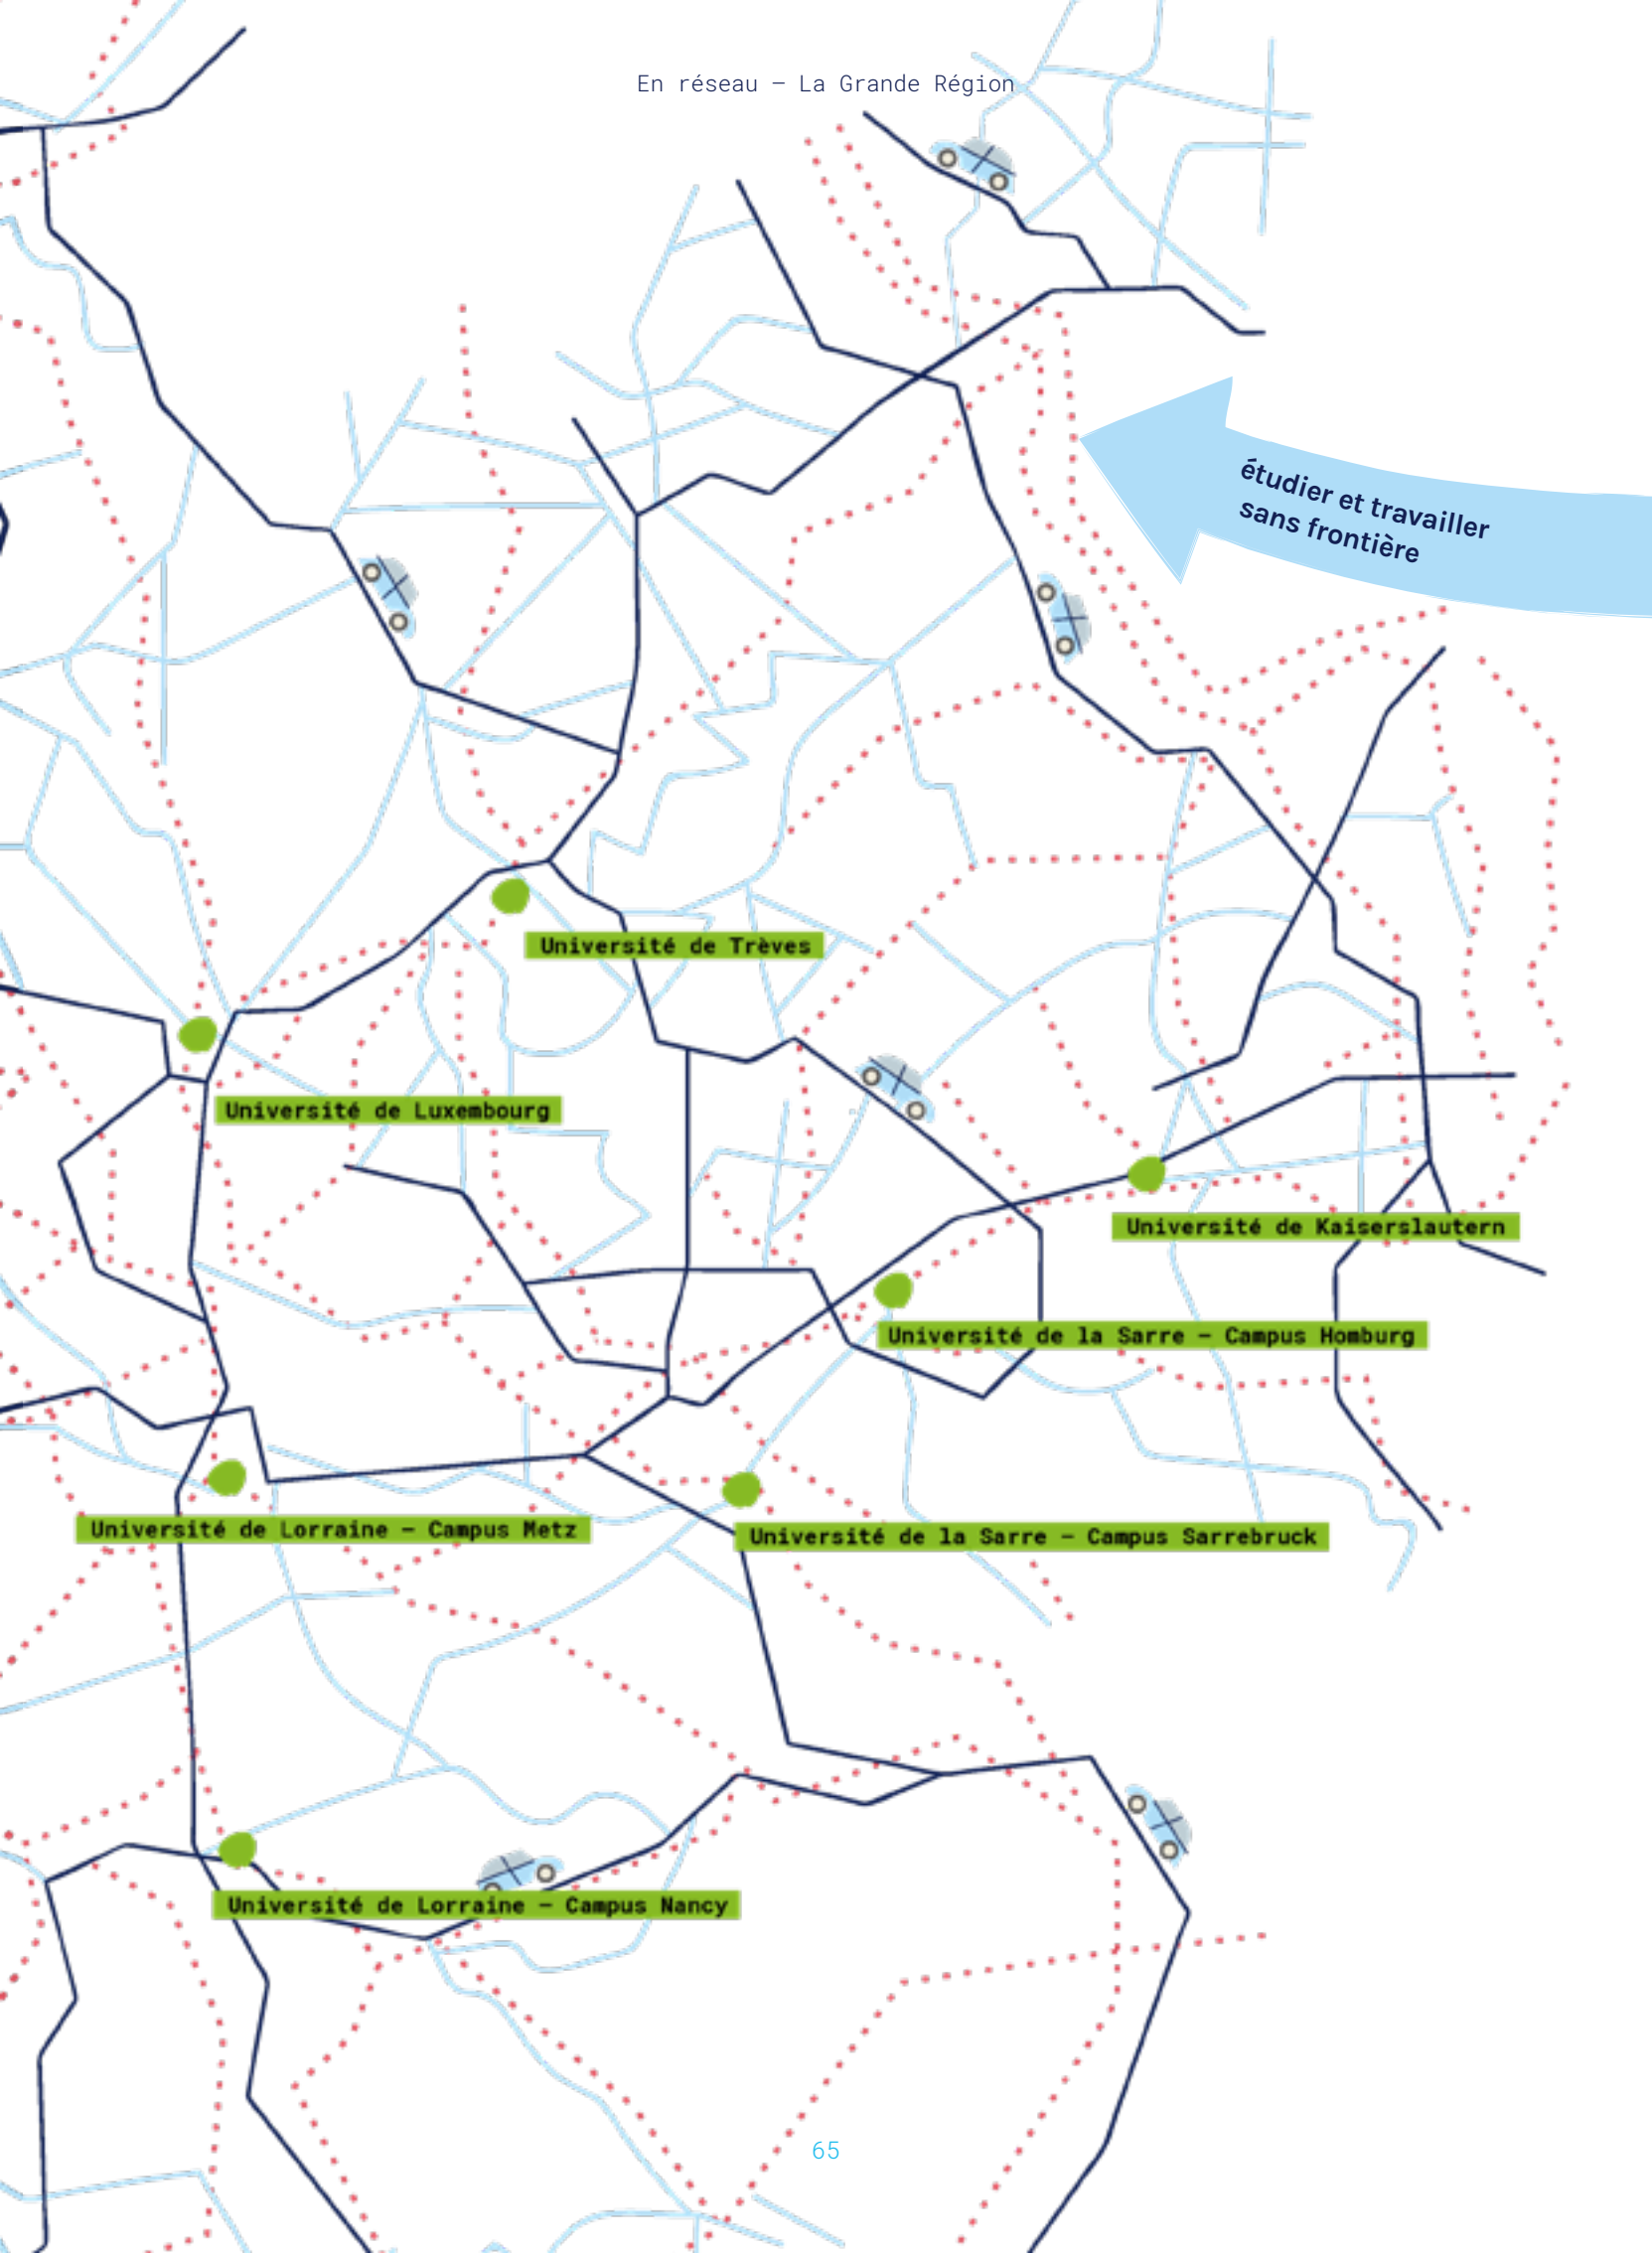 En réseau – La Grande Région
étudier et travailler
sans frontière
Université de Trèves
Université de Luxembourg
Université de Kaiserslautern
Université de la Sarre – Campus Homburg
Université de Lorraine – Campus Metz
Université de la Sarre – Campus Sarrebruck
Université de Lorraine – Campus Nancy
65